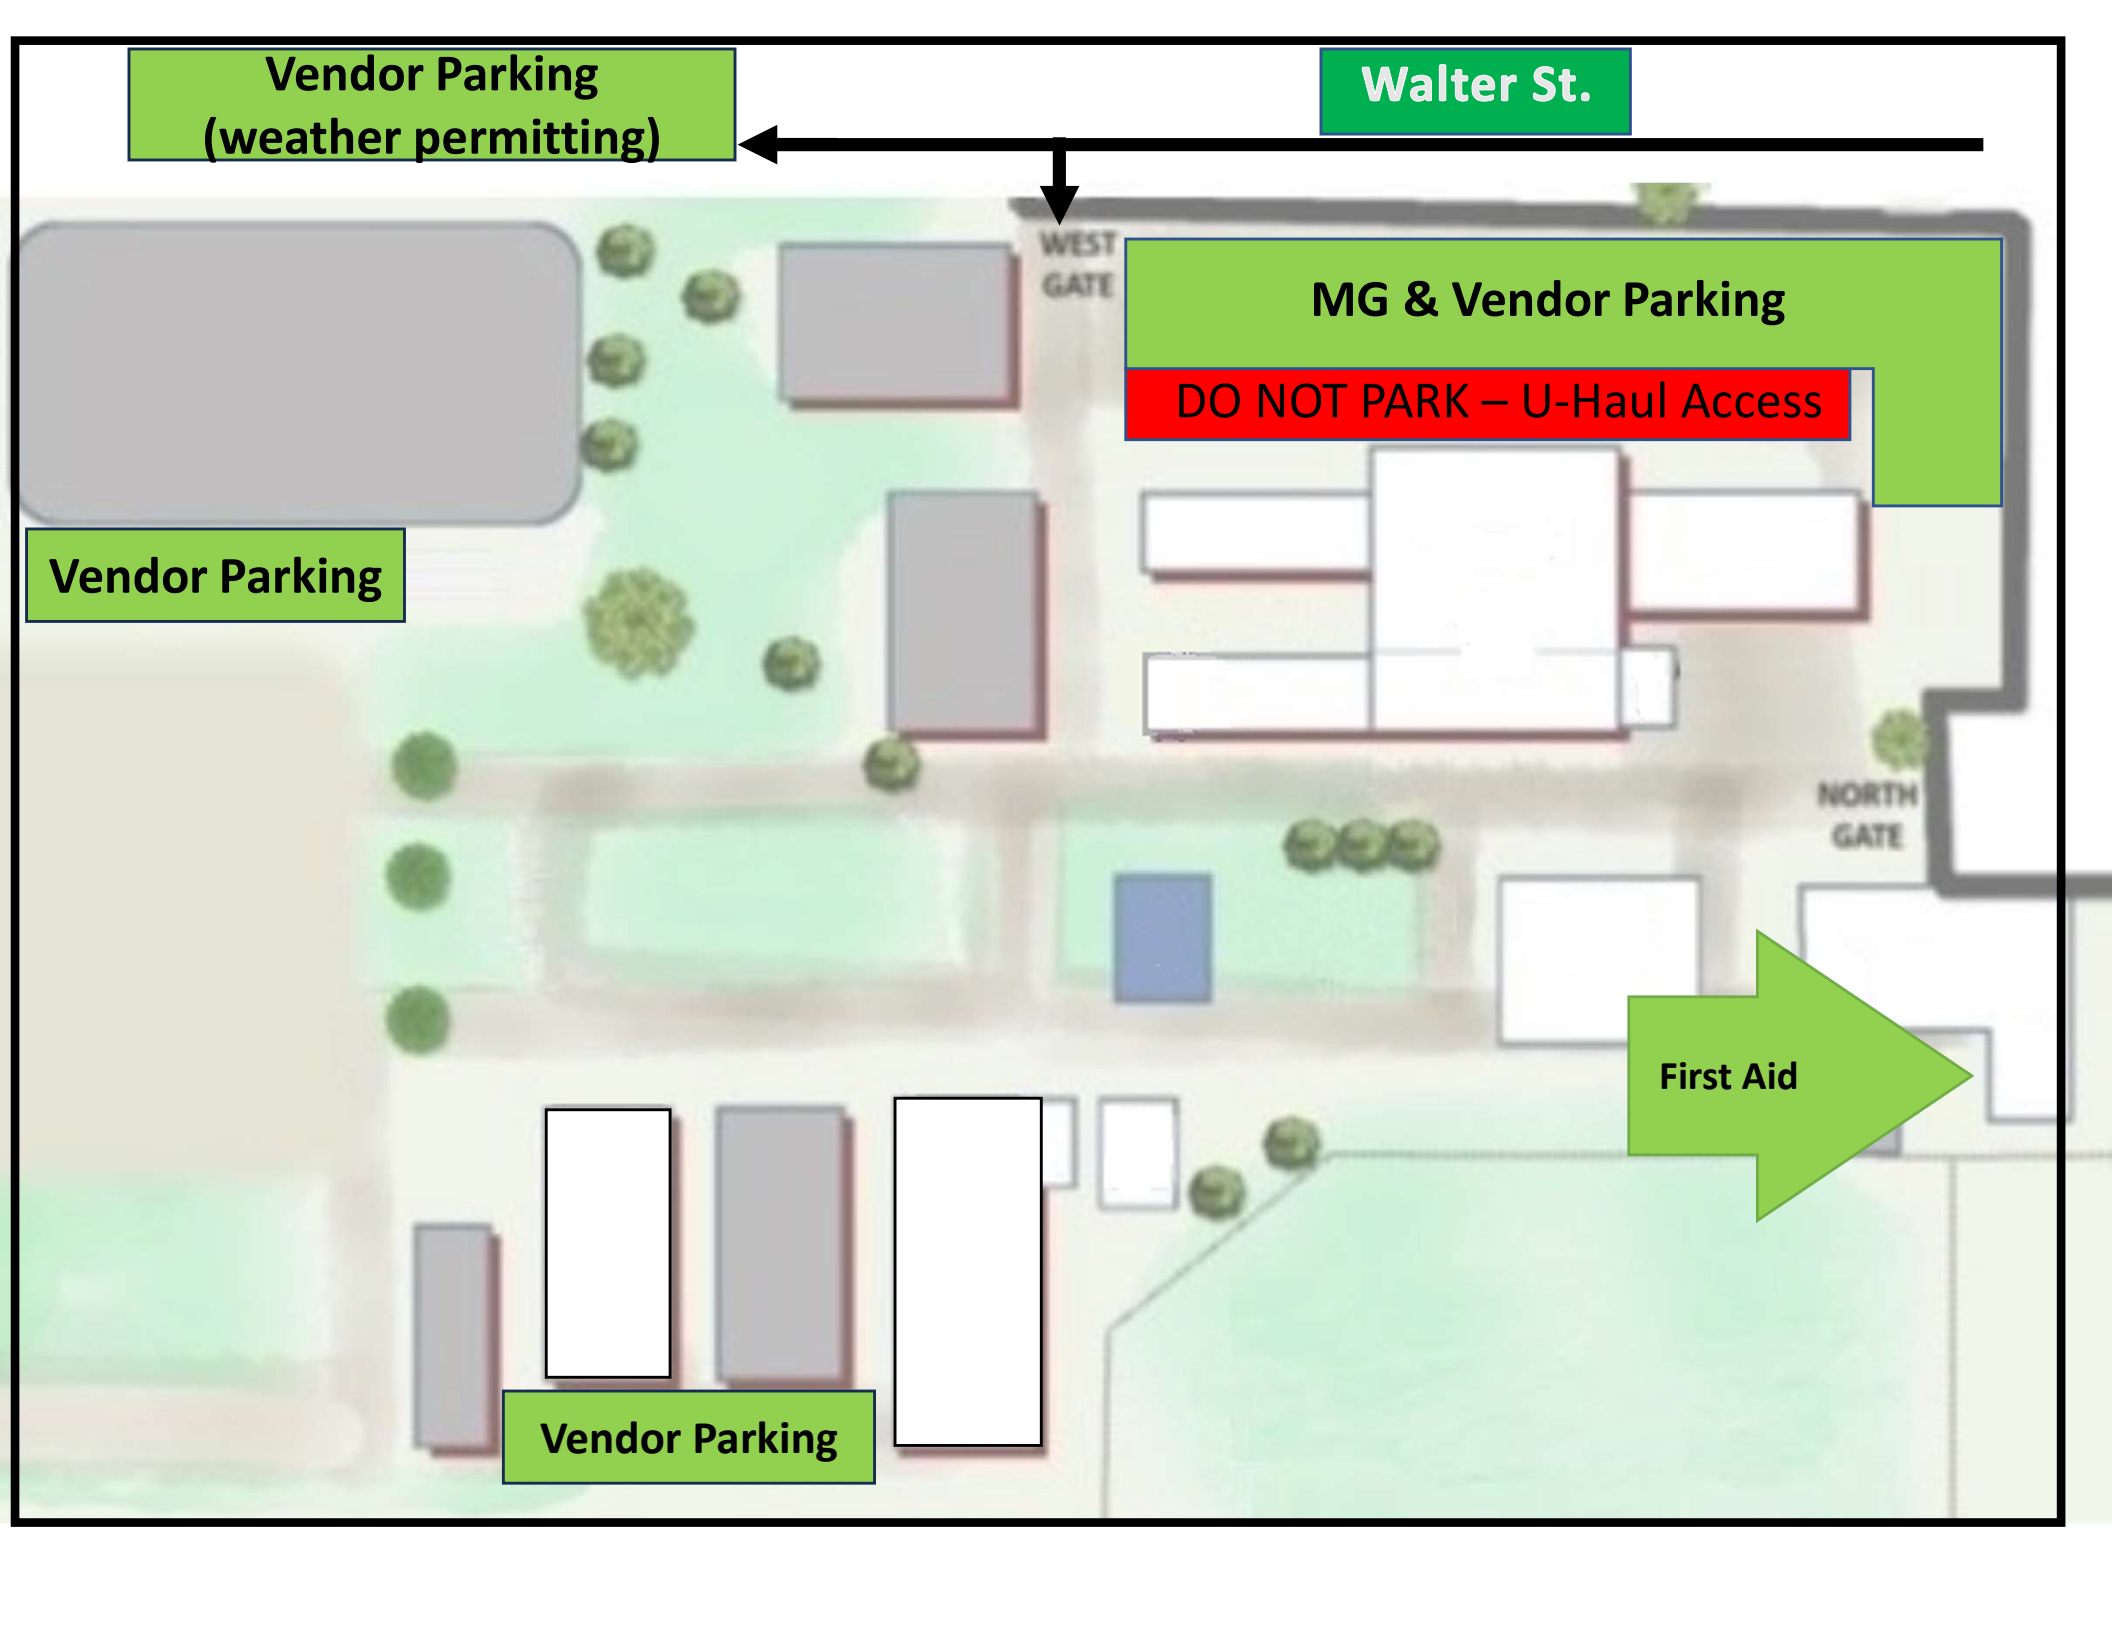 Vendor Parking
(weather permitting)
Walter St.
WEST
GATE
MG & Vendor Parking
DO NOT PARK – U-Haul Access
Vendor Parking
NORTH
GATE
First Aid
Vendor Parking